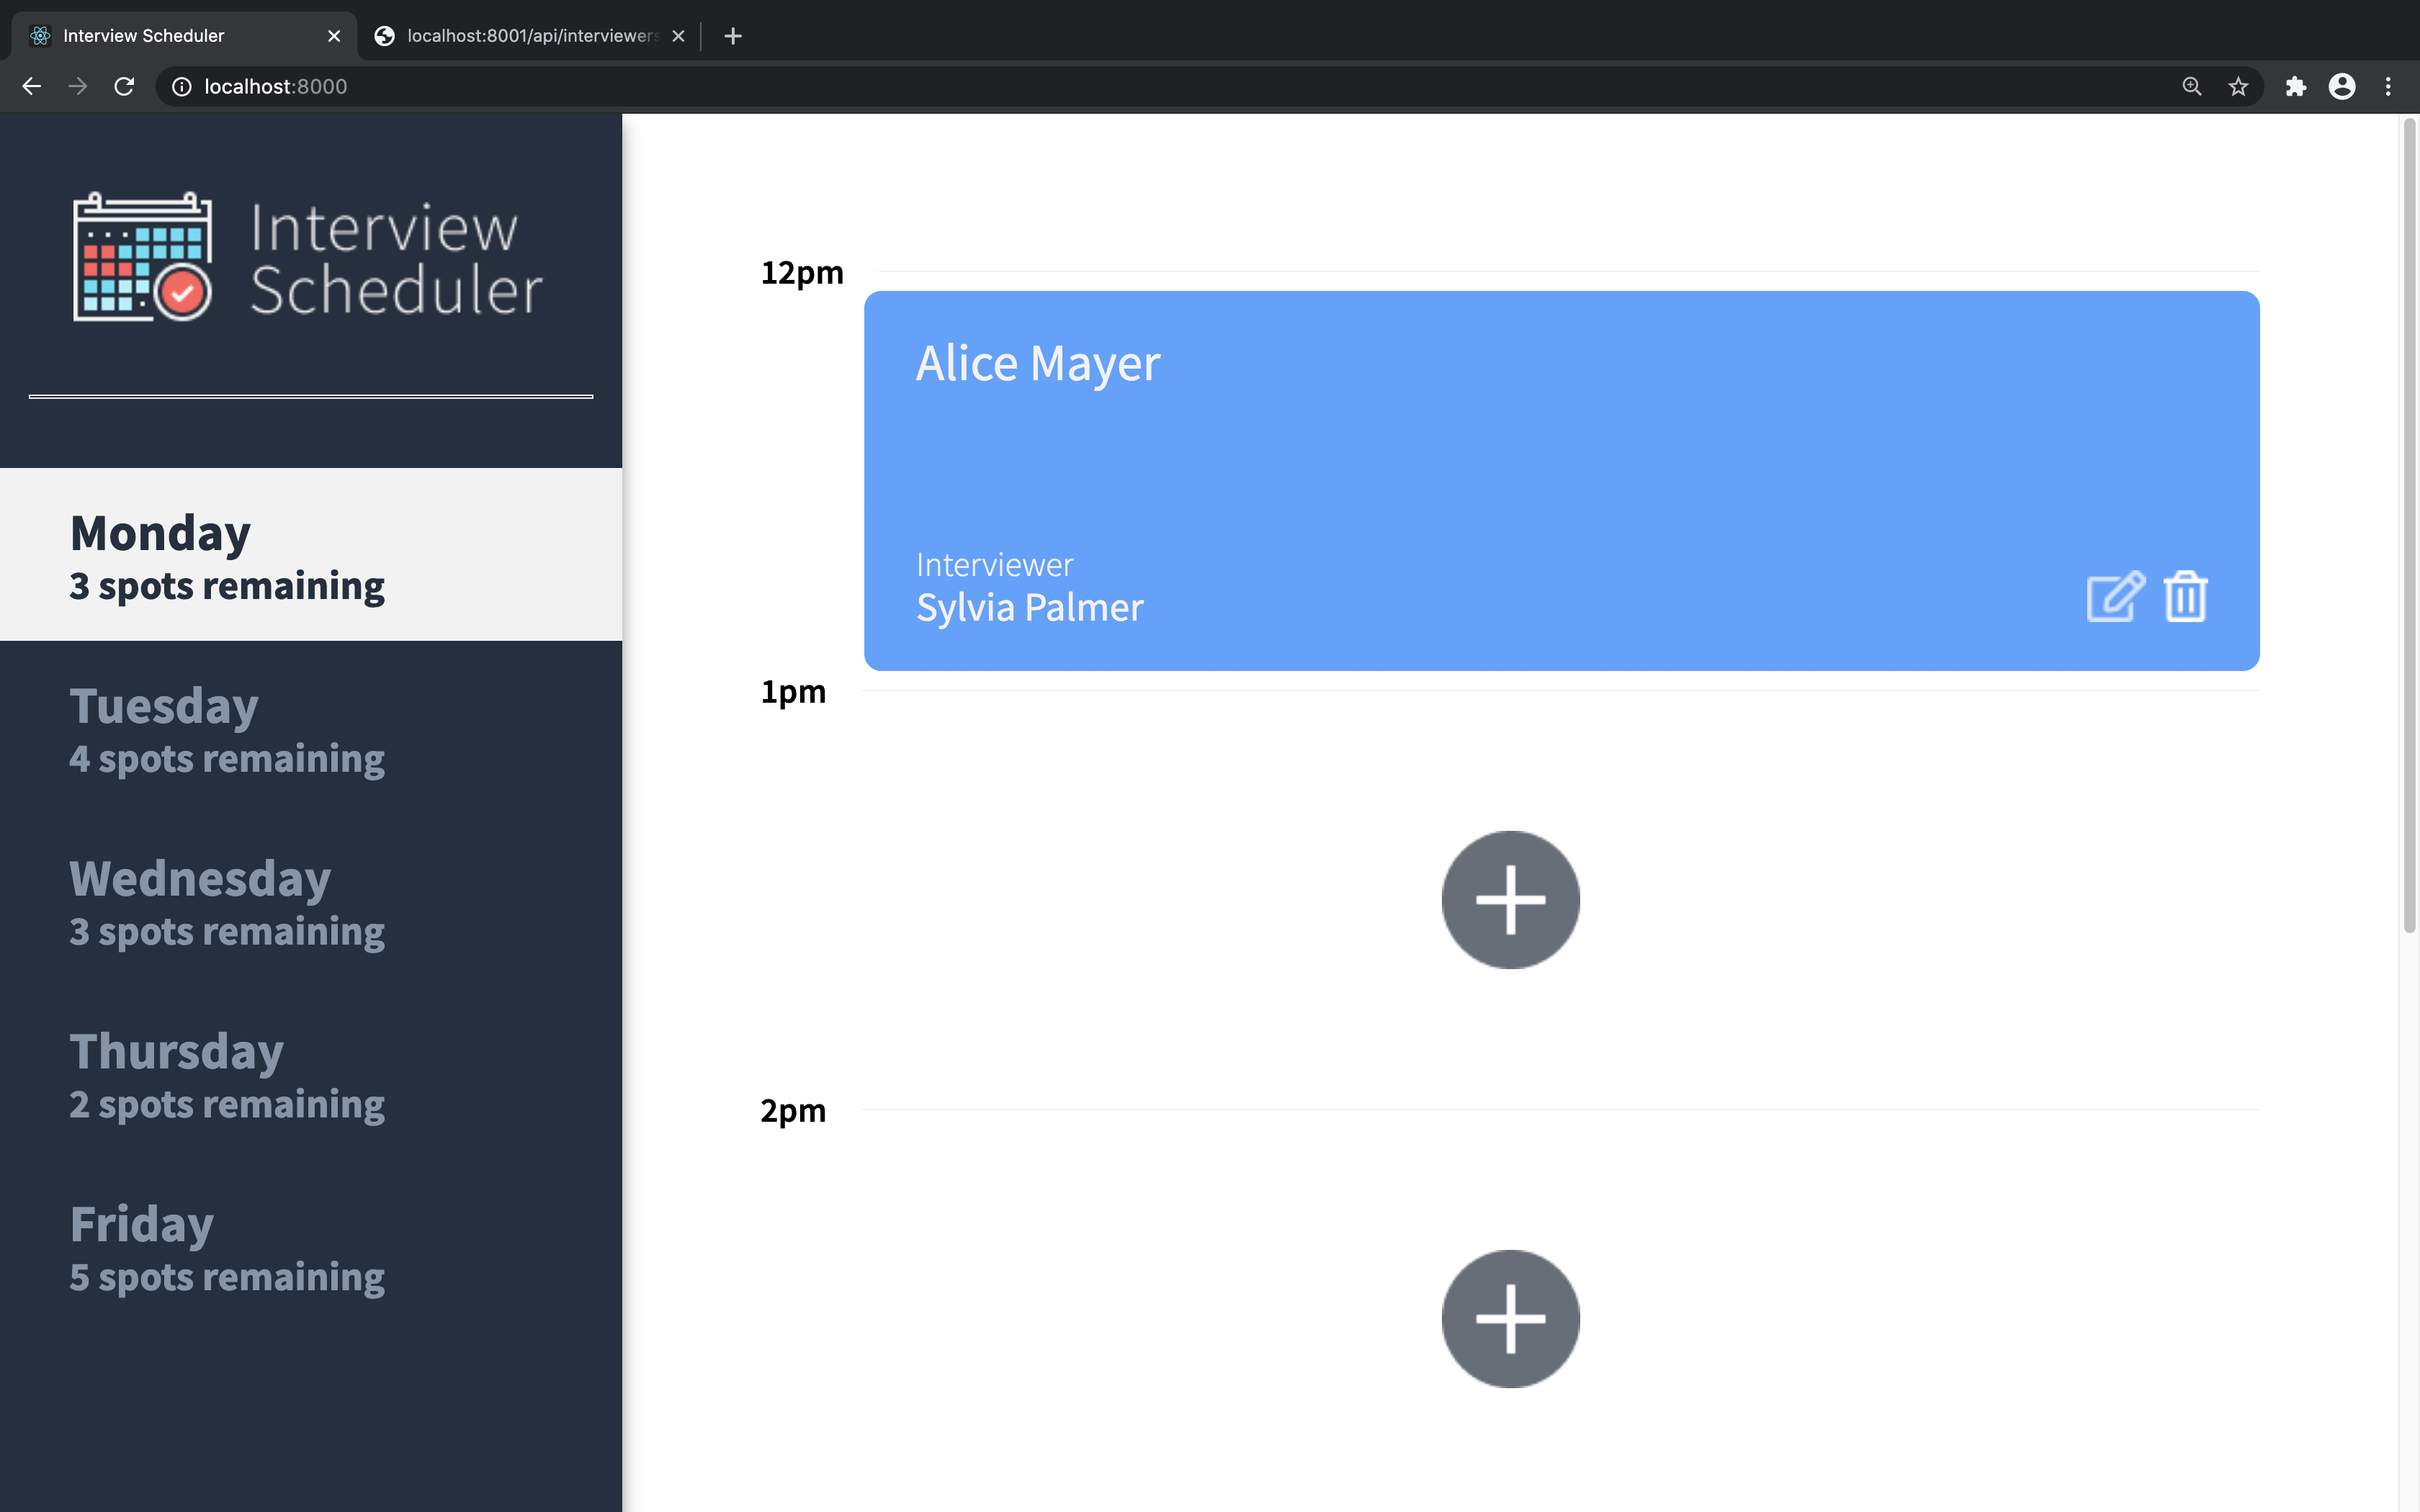 Interview Scheduler
localhost:8001/api/interviewers
localhost:8000
Interview
Scheduler
Monday
3 spots remaining
Tuesday
4 spots remaining
Wednesday
3 spots remaining
Thursday
2 spots remaining
Friday
5 spots remaining
12pm
Alice Mayer
Interviewer
Sylvia Palmer
1pm
2pm